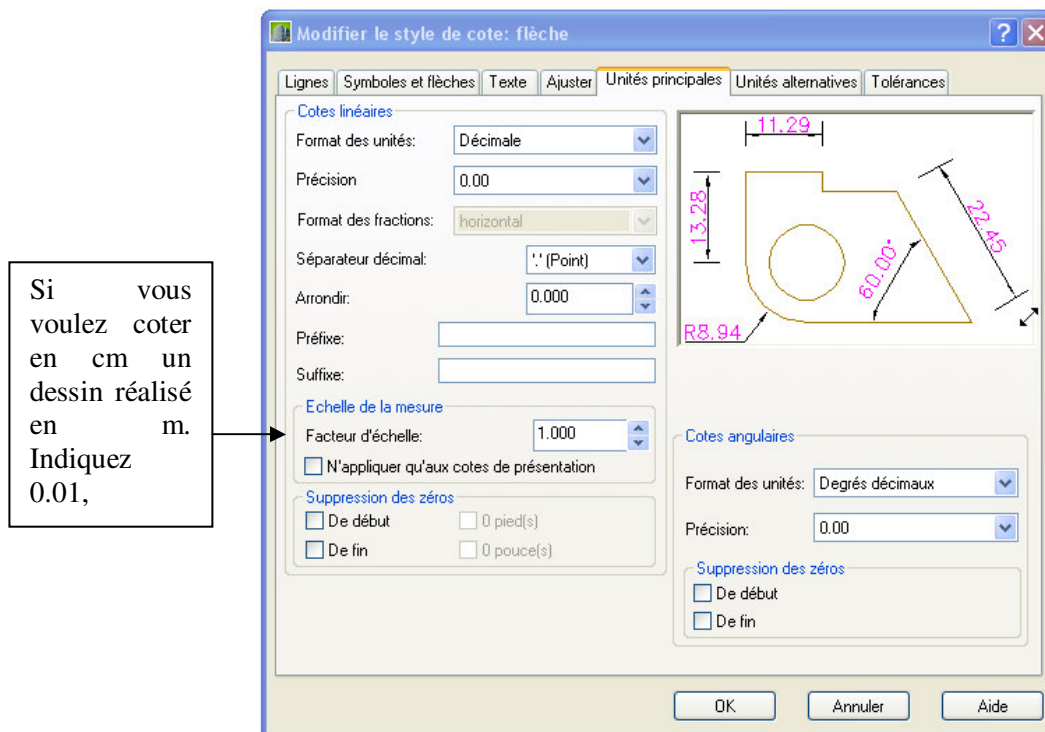 Modifier le style de cote: flèche
Lignes Symboles et flèches Texte Ajuster Unités principales Unités alternatives Tolérances
Cotes linéaires
Format des unités: Décimale
Précision 0.00
Format des fractions: horizontal
Séparateur décimal: '.' (Point)
Arrondir: 0.000
Préfixe:
Suffixe:
Echelle de la mesure
Facteur d'échelle: 1.000
N'appliquer qu'aux cotes de présentation
Suppression des zéros
De début 0 pied(s)
De fin 0 pouce(s)
11.29
13.28
22.45
60.00°
R8.94
Cotes angulaires
Format des unités: Degrés décimaux
Précision: 0.00
Suppression des zéros
De début
De fin
OK Annuler Aide
Si vous
voulez coter
en cm un
dessin réalisé
en m.
Indiquez
0.01,